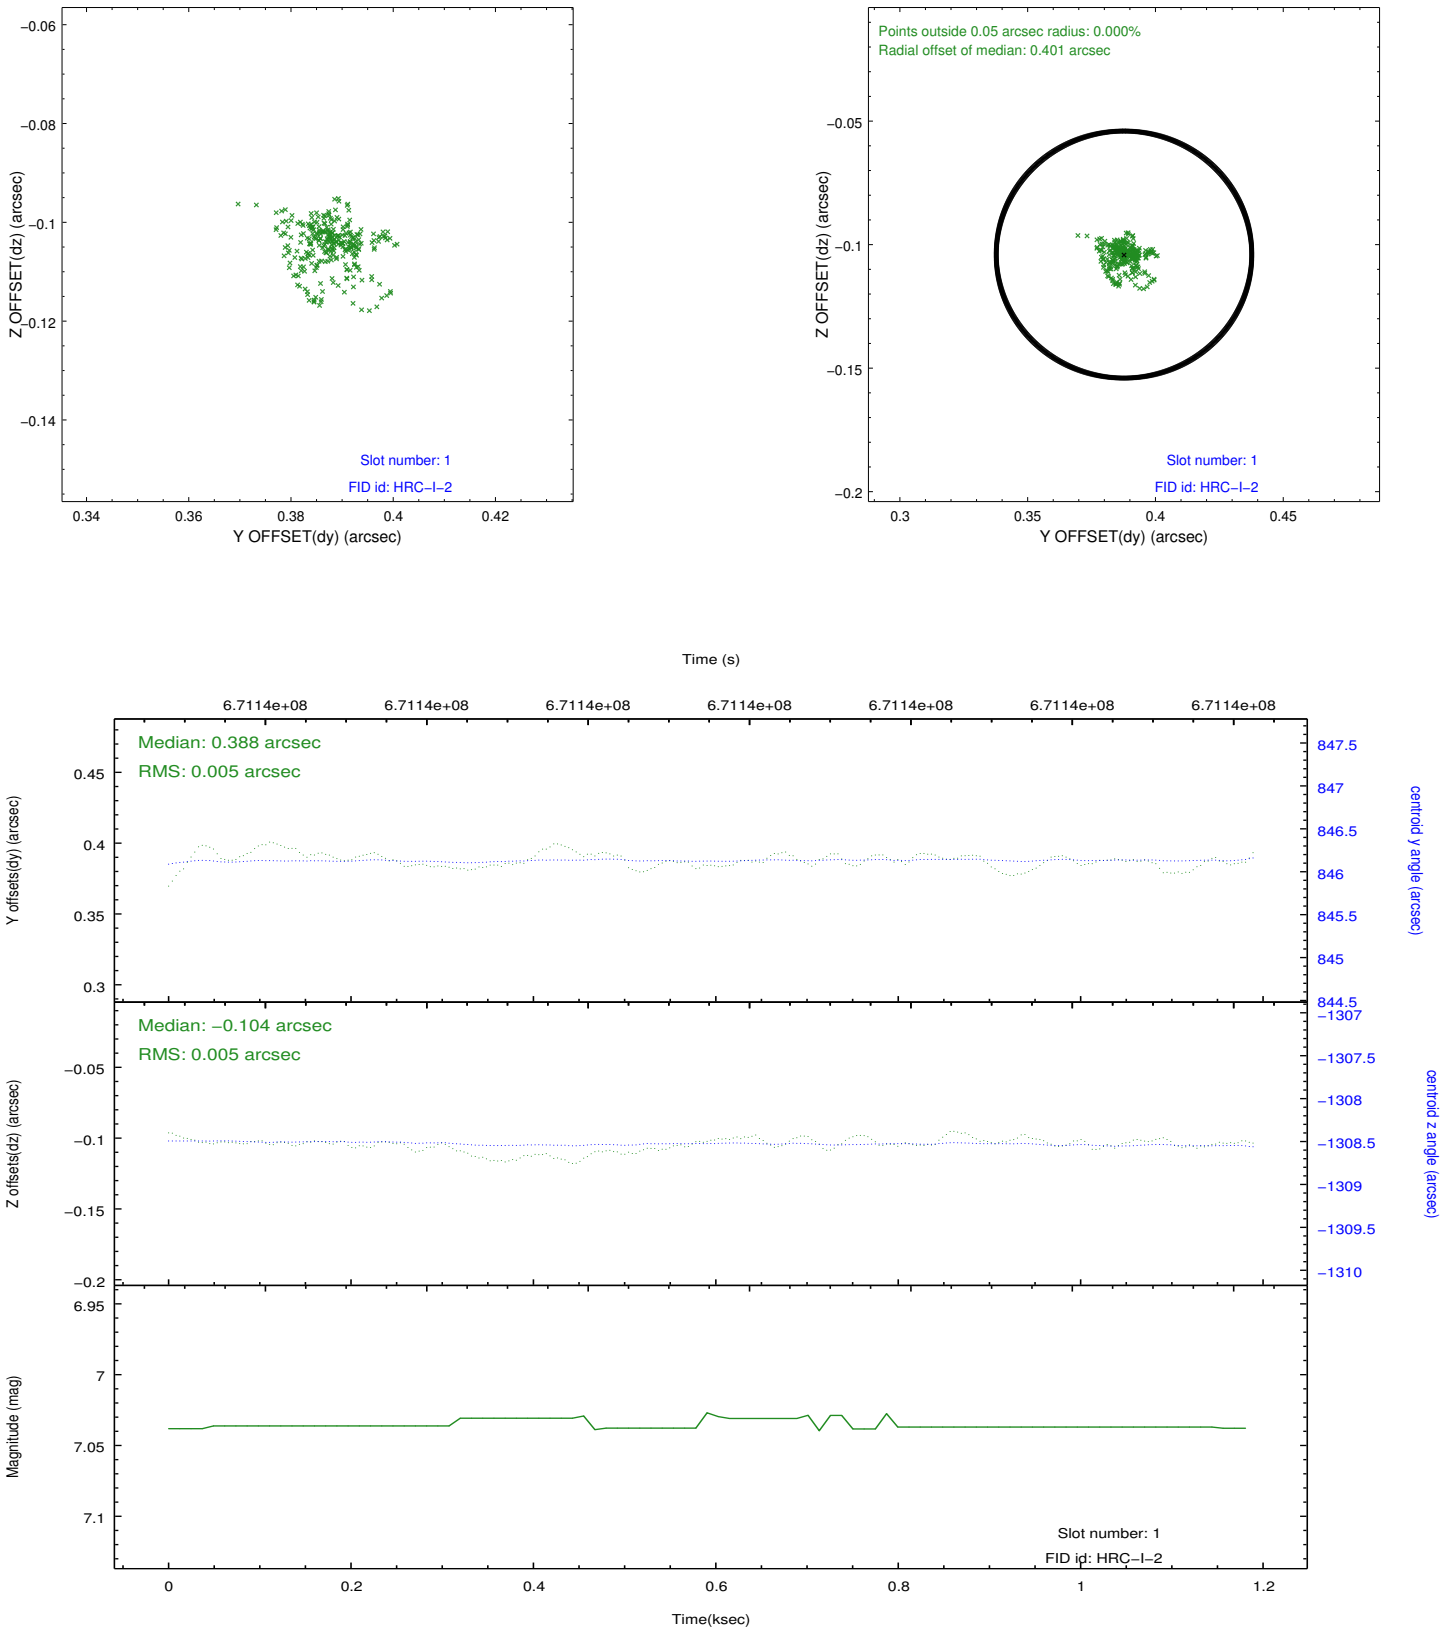 −0.06
−0.08
−0.1
−0.12
−0.14
Z OFFSET(dz) (arcsec)
Slot number: 1
FID id: HRC−I−2
0.34
0.36
0.38
0.4
0.42
Y OFFSET(dy) (arcsec)
Points outside 0.05 arcsec radius: 0.000%
Radial offset of median: 0.401 arcsec
−0.05
−0.1
−0.15
−0.2
Z OFFSET(dz) (arcsec)
Slot number: 1
FID id: HRC−I−2
0.3
0.35
0.4
0.45
Y OFFSET(dy) (arcsec)
Time (s)
6.7114e+08
6.7114e+08
6.7114e+08
6.7114e+08
6.7114e+08
6.7114e+08
6.7114e+08
Median: 0.388 arcsec
RMS: 0.005 arcsec
0.45
0.4
0.35
0.3
Y offsets(dy) (arcsec)
847.5
847
846.5
846
845.5
845
844.5
centroid y angle (arcsec)
Median: −0.104 arcsec
RMS: 0.005 arcsec
−0.05
−0.1
−0.15
−0.2
Z offsets(dz) (arcsec)
−1307
−1307.5
−1308
−1308.5
−1309
−1309.5
−1310
centroid z angle (arcsec)
6.95
7
7.05
7.1
Magnitude (mag)
Slot number: 1
FID id: HRC−I−2
0
0.2
0.4
0.6
0.8
1
1.2
Time(ksec)